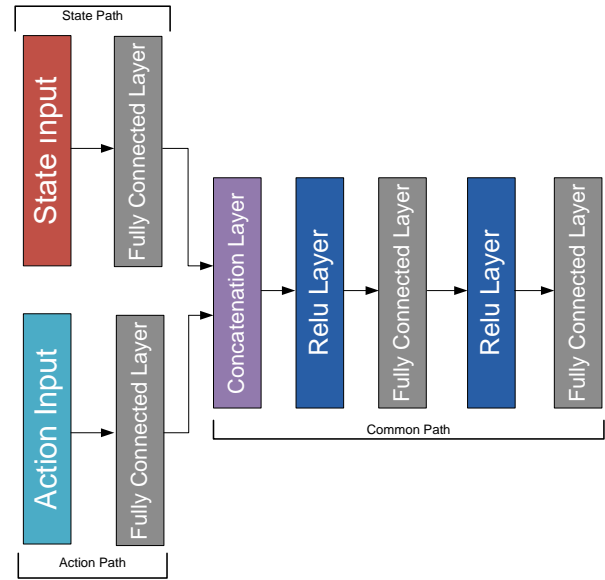 State Path
State input
Fully Connected Layer
Concatenation Layer
Relu Layer
Fully Connected Layer
Relu Layer
Fully Connected Layer
Common Path
Action Input
Fully Connected Layer
Action Path